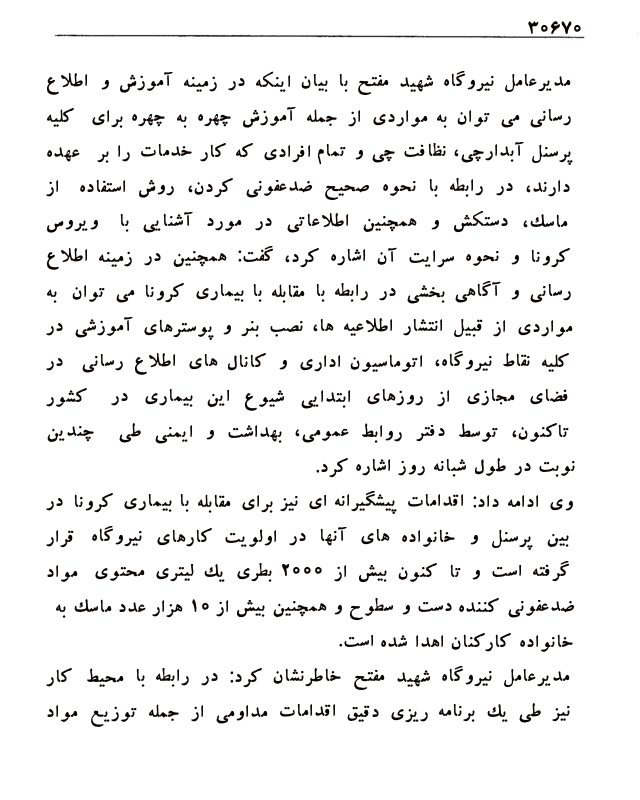 ۳۰۶۷۰
مدیرعامل نیروگاه شهید مفتح با بیان اینکه در زمینه آموزش و اطلاع
رسانی می توان به مواردی از جمله آموزش چهره به چهره برای کلیه
پرسنل آبدارچی، نظافت چی و تمام افرادی که کار خدمات را بر عهده
دارند، در رابطه با نحوه صحیح ضدعفونی کردن، روش استفاده از
ماسك، دستکش و همچنین اطلاعاتی در مورد آشنایی با ویروس
کرونا و نحوه سرایت آن اشاره کرد، گفت: همچنین در زمینه اطلاع
رسانی و آگاهی بخشی در رابطه با مقابله با بیماری کرونا می توان به
مواردی از قبیل انتشار اطلاعیه ها، نصب بنر و پوسترهای آموزشی در
کلیه نقاط نیروگاه، اتوماسیون اداری و کانال های اطلاع رسانی در
فضای مجازی از روزهای ابتدایی شیوع این بیماری در کشور
تاکنون، توسط دفتر روابط عمومی، بهداشت و ایمنی طی چندین
نوبت در طول شبانه روز اشاره کرد.
وی ادامه داد: اقدامات پیشگیرانه ای نیز برای مقابله با بیماری کرونا در
بین پرسنل و خانواده های آنها در اولویت کارهای نیروگاه قرار
گرفته است و تا کنون بیش از ۲۰۰۰ بطری يك لیتری محتوی مواد
ضدعفونی کننده دست و سطوح و همچنین بیش از ۱۰ هزار عدد ماسك به
خانواده کارکنان اهدا شده است.
مدیرعامل نیروگاه شهید مفتح خاطرنشان کرد: در رابطه با محیط کار
نیز طی يك برنامه ریزی دقیق اقدامات مداومی از جمله توزیع مواد